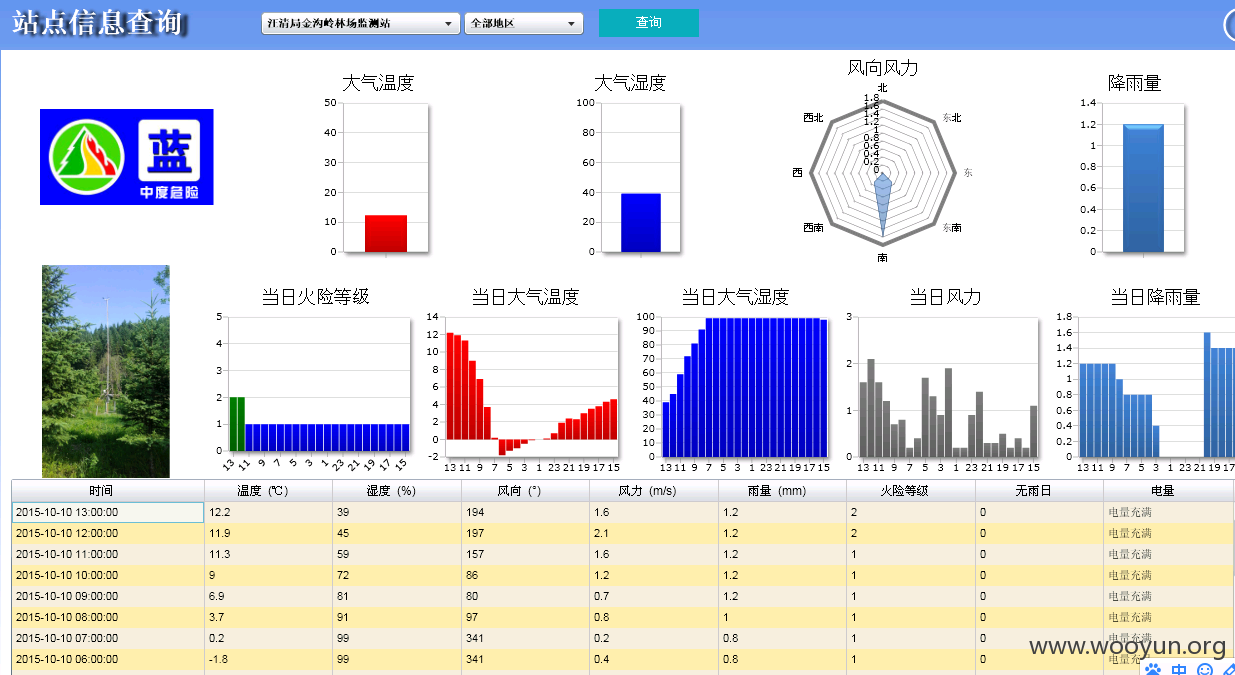 站点信息查询 汪清局金沟岭林场监测站 全部地区 查询
大气温度 大气湿度 风向风力 降雨量
50 40 30 20 10 0
100 80 60 40 20 0
北 东北 东 东南 南 西南 西 西北
1.8 1.6 1.4 1.2 1 0.8 0.6 0.4 0.2 0
1.4 1.2 1 0.8 0.6 0.4 0.2 0
蓝
中度危险
当日火险等级 当日大气温度 当日大气湿度 当日风力 当日降雨量
5 4 3 2 1 0
13 11 9 7 5 3 1 23 21 19 17 15
14 12 10 8 6 4 2 0 -2
13 11 9 7 5 3 1 23 21 19 17 15
100 90 80 70 60 50 40 30 20 10 0
13 11 9 7 5 3 1 23 21 19 17 15
3 2 1 0
13 11 9 7 5 3 1 23 21 19 17 15
1.8 1.6 1.4 1.2 1 0.8 0.6 0.4 0.2 0
13 11 9 7 5 3 1 23 21 19 17
时间 温度 (℃) 湿度 (%) 风向 (°) 风力 (m/s) 雨量 (mm) 火险等级 无雨日 电量
2015-10-10 13:00:00 12.2 39 194 1.6 1.2 2 0 电量充满
2015-10-10 12:00:00 11.9 45 197 2.1 1.2 2 0 电量充满
2015-10-10 11:00:00 11.3 59 157 1.6 1.2 1 0 电量充满
2015-10-10 10:00:00 9 72 86 1.2 1.2 1 0 电量充满
2015-10-10 09:00:00 6.9 81 80 0.7 1.2 1 0 电量充满
2015-10-10 08:00:00 3.7 91 97 0.8 1 1 0 电量充满
2015-10-10 07:00:00 0.2 99 341 0.2 0.8 1 0 电量充满
2015-10-10 06:00:00 -1.8 99 341 0.4 0.8 1 0 电量充
www.wooyun.org
中